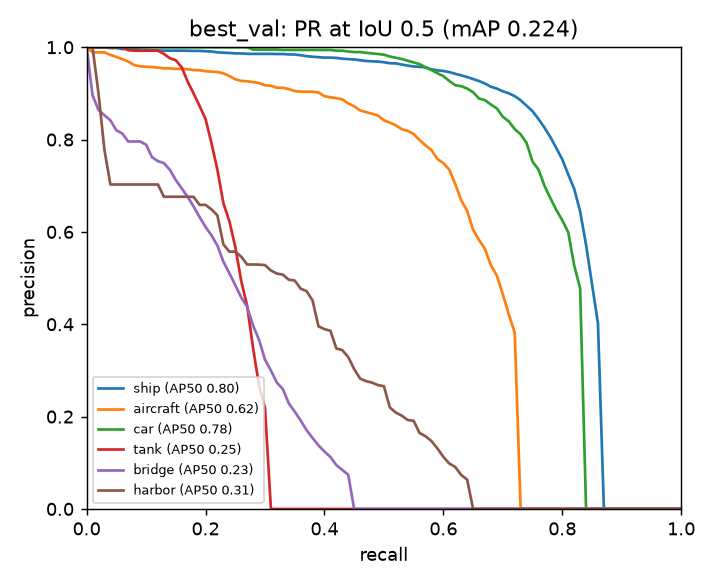 best_val: PR at IoU 0.5 (mAP 0.224)
precision
1.0
0.8
0.6
0.4
0.2
0.0
ship (AP50 0.80)
aircraft (AP50 0.62)
car (AP50 0.78)
tank (AP50 0.25)
bridge (AP50 0.23)
harbor (AP50 0.31)
0.0 0.2 0.4 0.6 0.8 1.0
recall